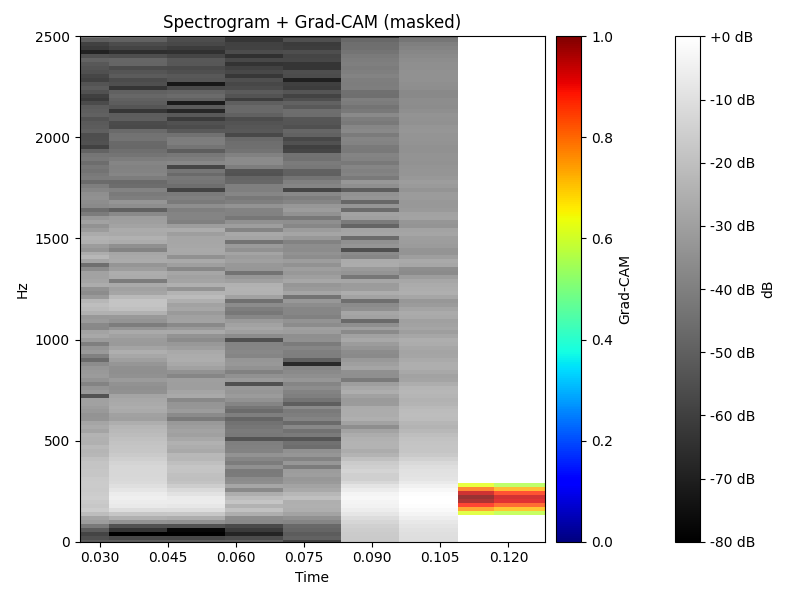 Spectrogram + Grad-CAM (masked)
2500
2000
1500
1000
500
0
Hz
0.030
0.045
0.060
0.075
0.090
0.105
0.120
Time
1.0
0.8
0.6
0.4
0.2
0.0
Grad-CAM
+0 dB
-10 dB
-20 dB
-30 dB
-40 dB
-50 dB
-60 dB
-70 dB
-80 dB
dB